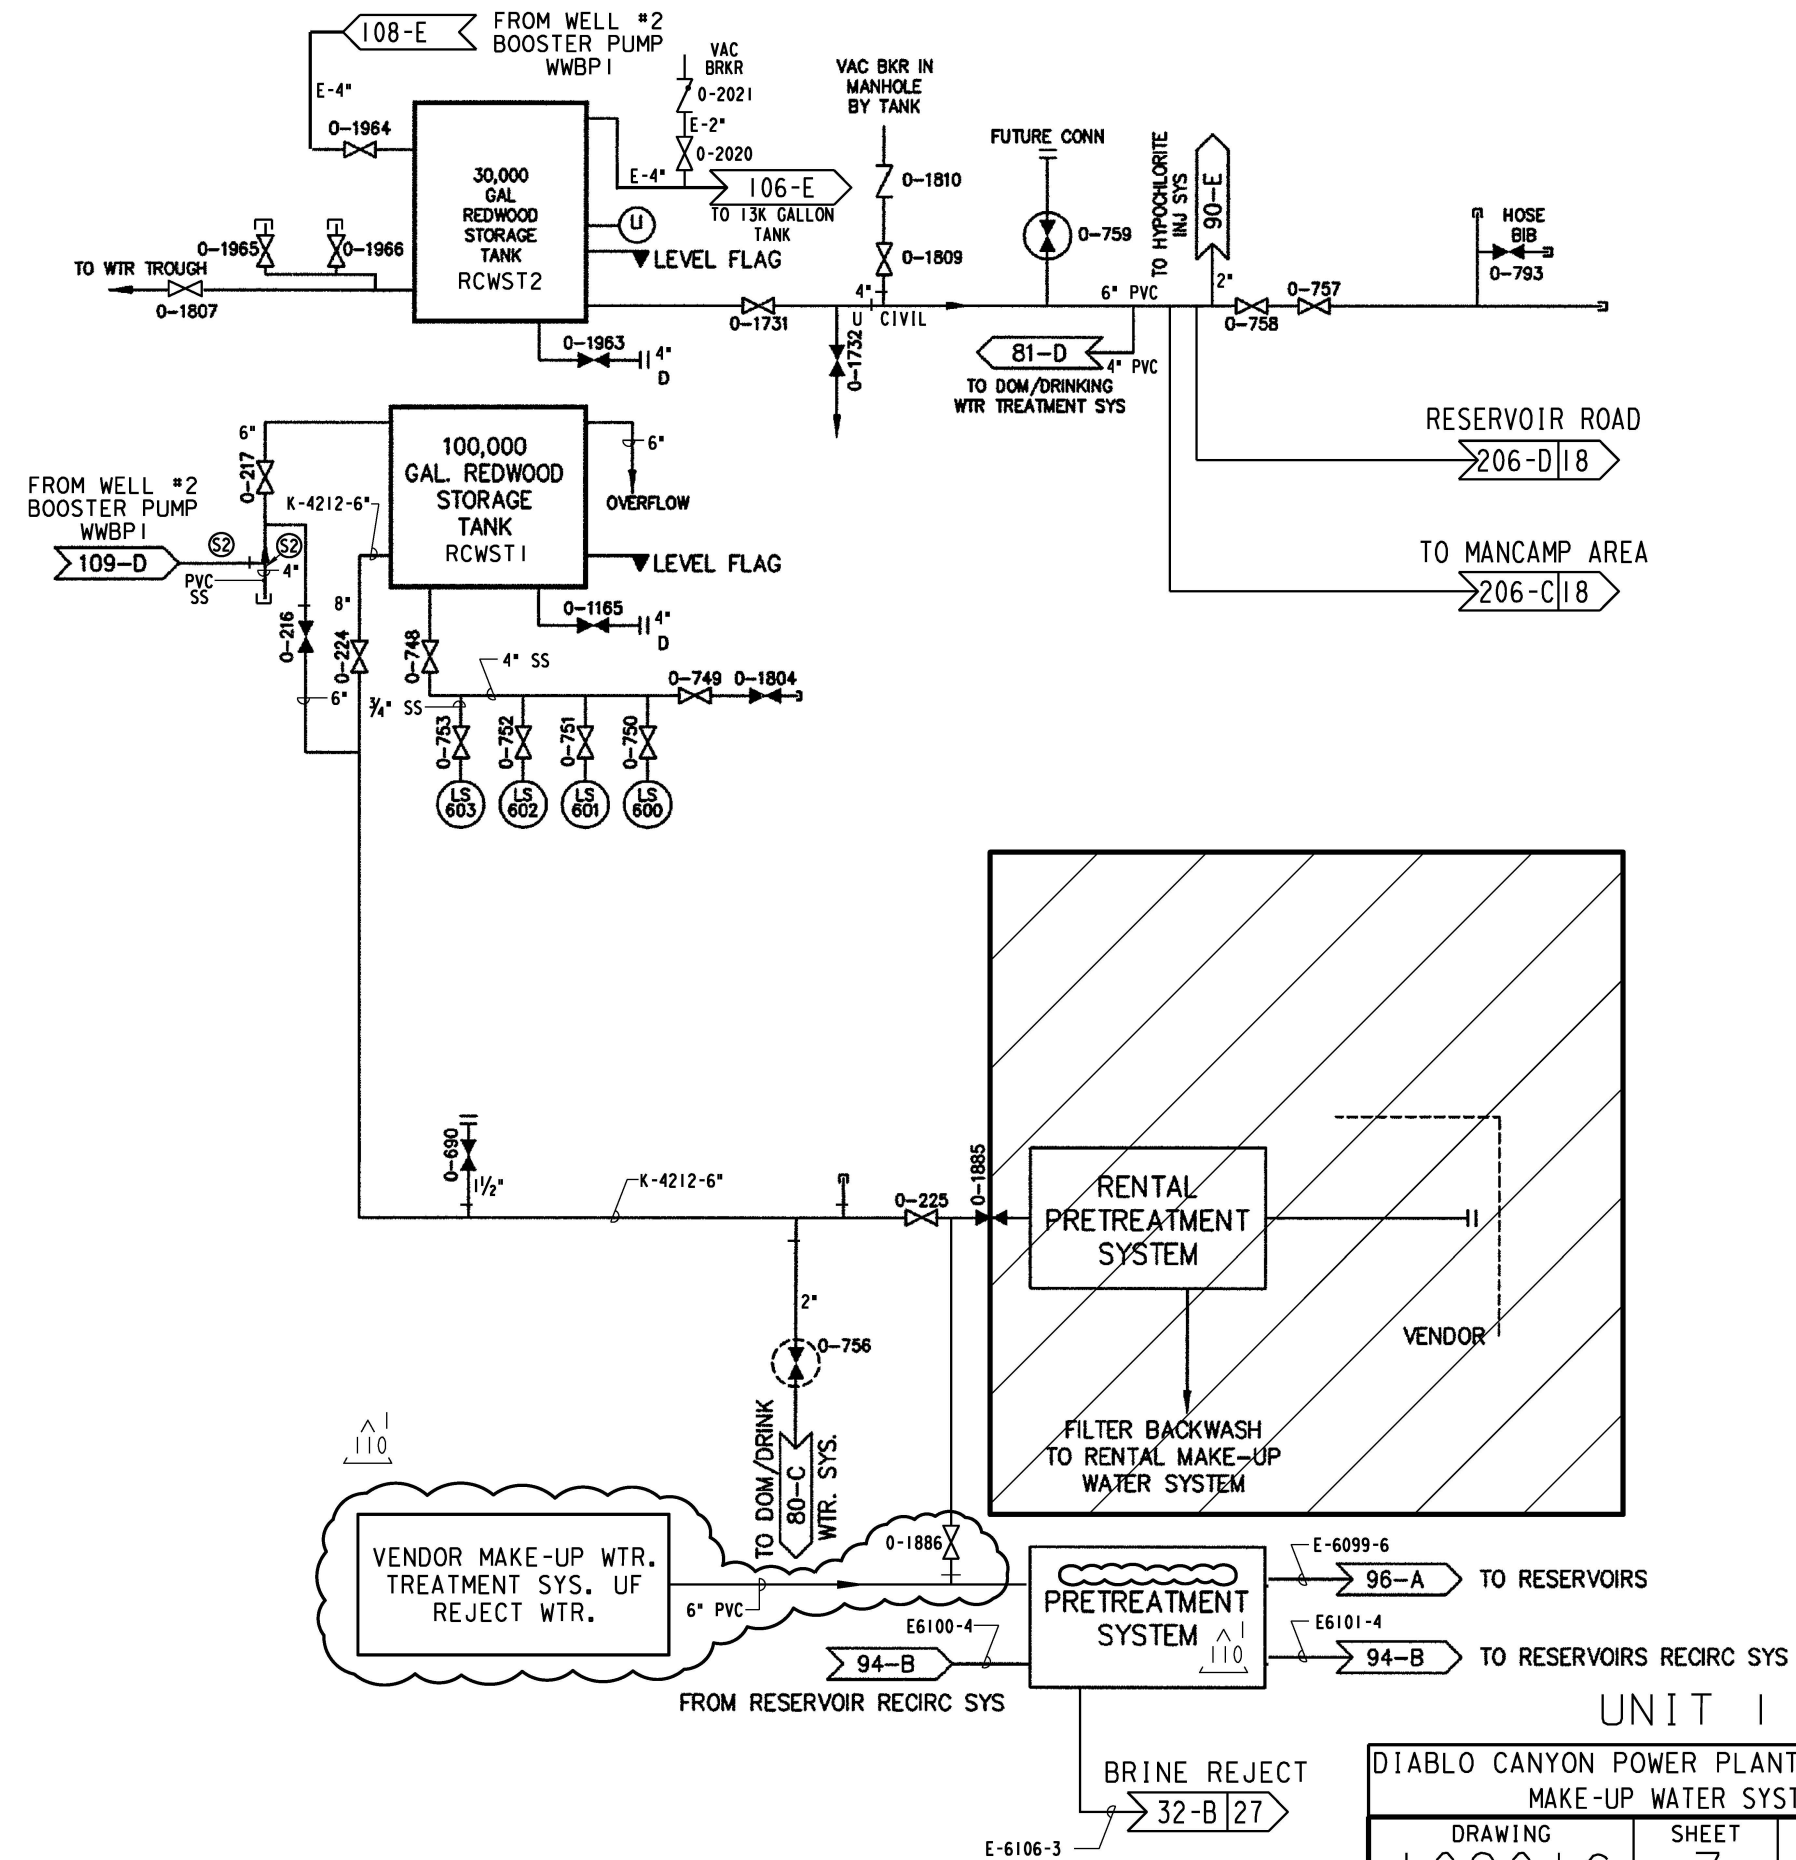 108-E
FROM WELL #2
BOOSTER PUMP
WWBP1
E-4"
0-1964
VAC
BRKR
0-2021
E-2"
0-2020
E-4"
106-E
TO 13K GALLON
TANK
30,000
GAL
REDWOOD
STORAGE
TANK
RCWST2
U
LEVEL FLAG
0-1965
0-1966
TO WTR TROUGH
0-1807
0-1963
4"
D
VAC BKR IN
MANHOLE
BY TANK
0-1810
0-1809
0-1731
4"
U CIVIL
0-1732
FUTURE CONN
0-759
TO HYPOCHLORITE
INJ SYS
90-E
2"
6" PVC
81-D
4" PVC
TO DOM/DRINKING
WTR TREATMENT SYS
0-758
0-757
HOSE
BIB
0-793
RESERVOIR ROAD
206-D 18
TO MANCAMP AREA
206-C 18
100,000
GAL. REDWOOD
STORAGE
TANK
RCWST1
6"
OVERFLOW
LEVEL FLAG
6"
0-217
K-4212-6"
FROM WELL #2
BOOSTER PUMP
WWBP1
109-D
S2
S2
PVC
SS
4"
0-216
6"
8"
0-224
0-748
0-1165
4"
D
4" SS
3/4" SS
0-749
0-1804
0-753
0-752
0-751
0-750
LS
603
LS
602
LS
601
LS
600
0-690
1 1/2"
K-4212-6"
0-225
0-1885
RENTAL
PRETREATMENT
SYSTEM
VENDOR
FILTER BACKWASH
TO RENTAL MAKE-UP
WATER SYSTEM
2"
0-756
TO DOM/DRINK
80-C
WTR. SYS.
1
110
VENDOR MAKE-UP WTR.
TREATMENT SYS. UF
REJECT WTR.
6" PVC
0-1886
PRETREATMENT
SYSTEM
1
110
E-6099-6
96-A
TO RESERVOIRS
E6101-4
94-B
TO RESERVOIRS RECIRC SYS
E6100-4
94-B
FROM RESERVOIR RECIRC SYS
BRINE REJECT
32-B 27
E-6106-3
UNIT 1
DIABLO CANYON POWER PLANT
MAKE-UP WATER SYST
DRAWING
SHEET